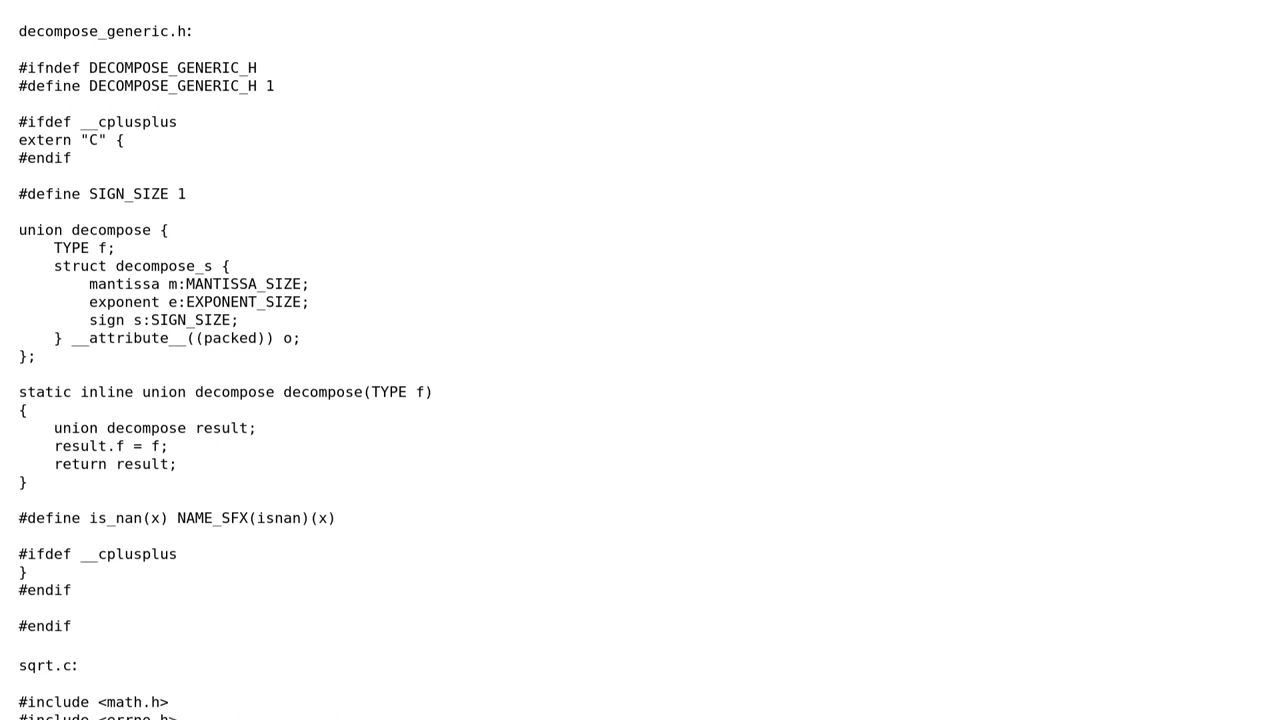 decompose_generic.h:
#ifndef DECOMPOSE_GENERIC_H
#define DECOMPOSE_GENERIC_H 1
#ifdef __cplusplus
extern "C" {
#endif
#define SIGN_SIZE 1
union decompose {
    TYPE f;
    struct decompose_s {
        mantissa m:MANTISSA_SIZE;
        exponent e:EXPONENT_SIZE;
        sign s:SIGN_SIZE;
    } __attribute__((packed)) o;
};
static inline union decompose decompose(TYPE f)
{
    union decompose result;
    result.f = f;
    return result;
}
#define is_nan(x) NAME_SFX(isnan)(x)
#ifdef __cplusplus
}
#endif
#endif
sqrt.c:
#include <math.h>
#include <errno.h>